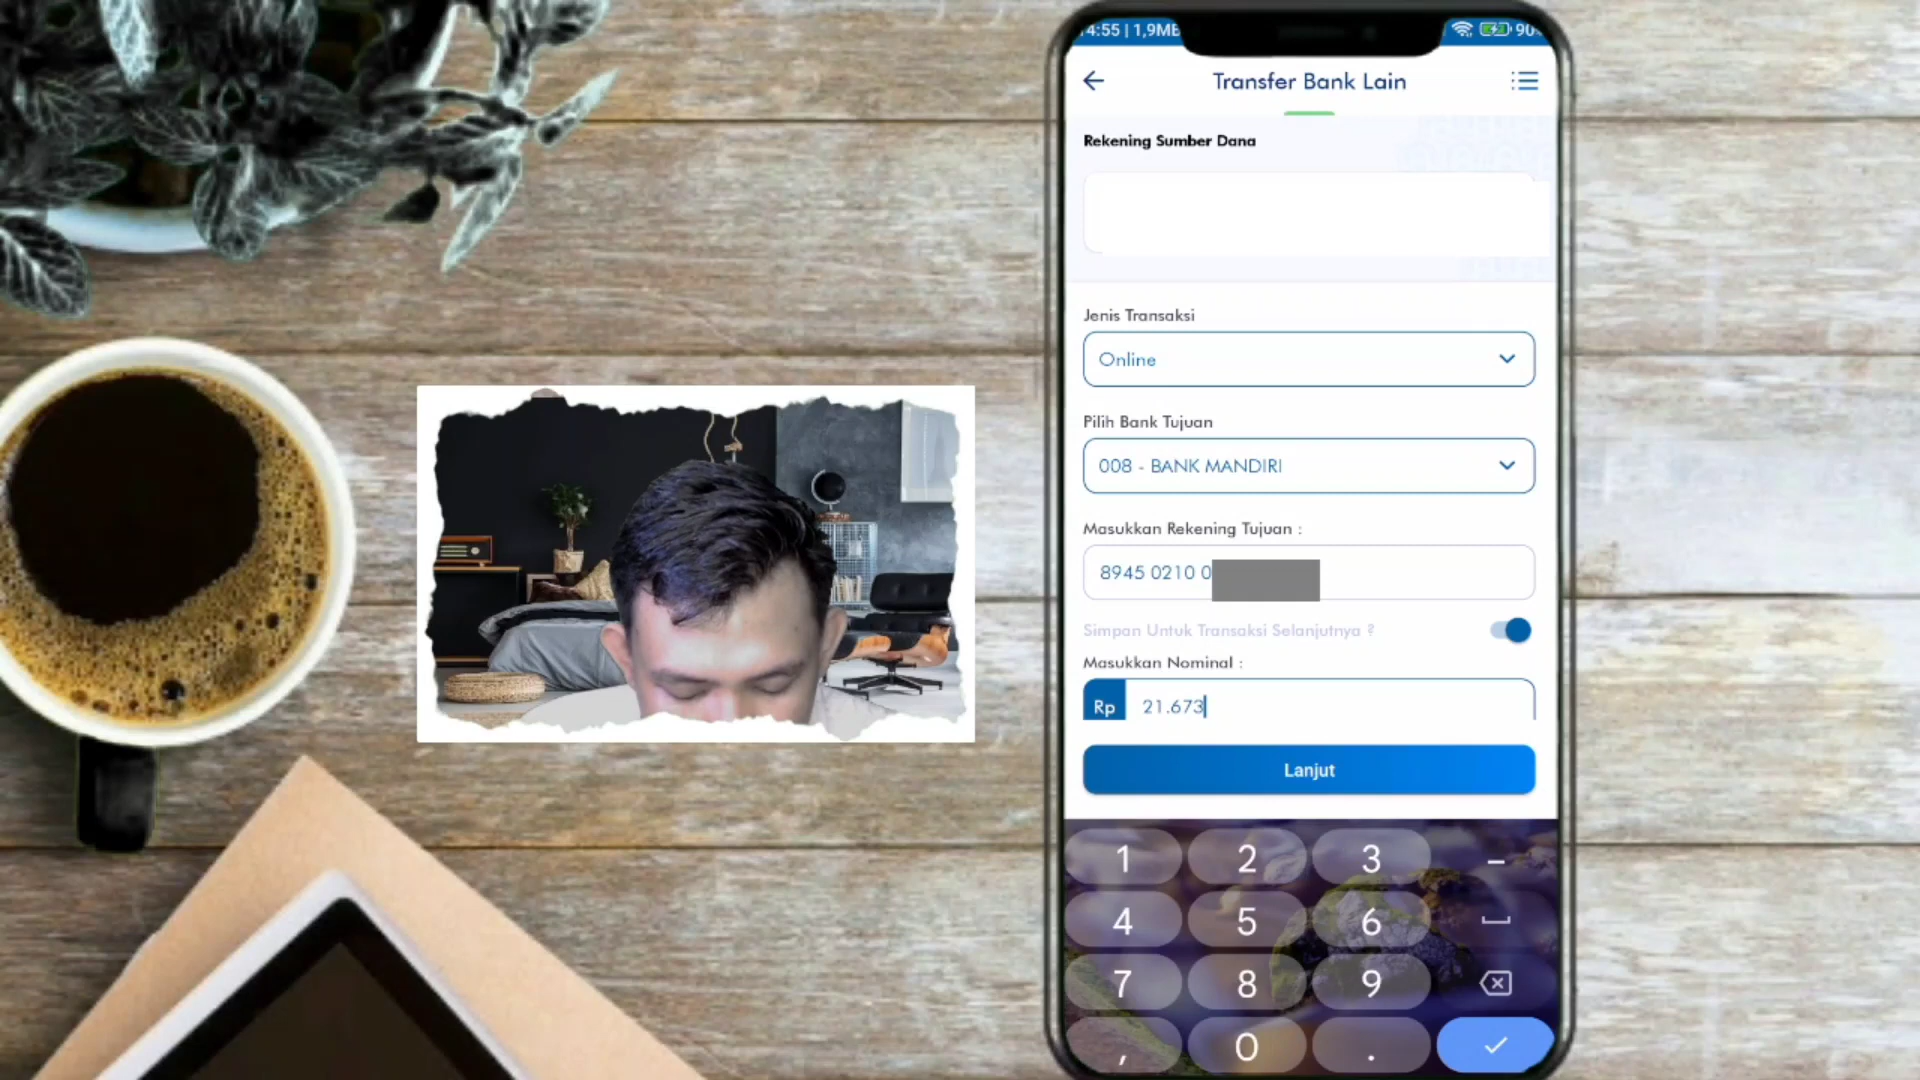 4:55 | 1,9MB
90
Transfer Bank Lain
Rekening Sumber Dana
Jenis Transaksi
Online
Pilih Bank Tujuan
008 - BANK MANDIRI
Masukkan Rekening Tujuan :
8945 0210 0
Simpan Untuk Transaksi Selanjutnya ?
Masukkan Nominal :
Rp 21.673
Lanjut
1 2 3 -
4 5 6
7 8 9
, 0 .